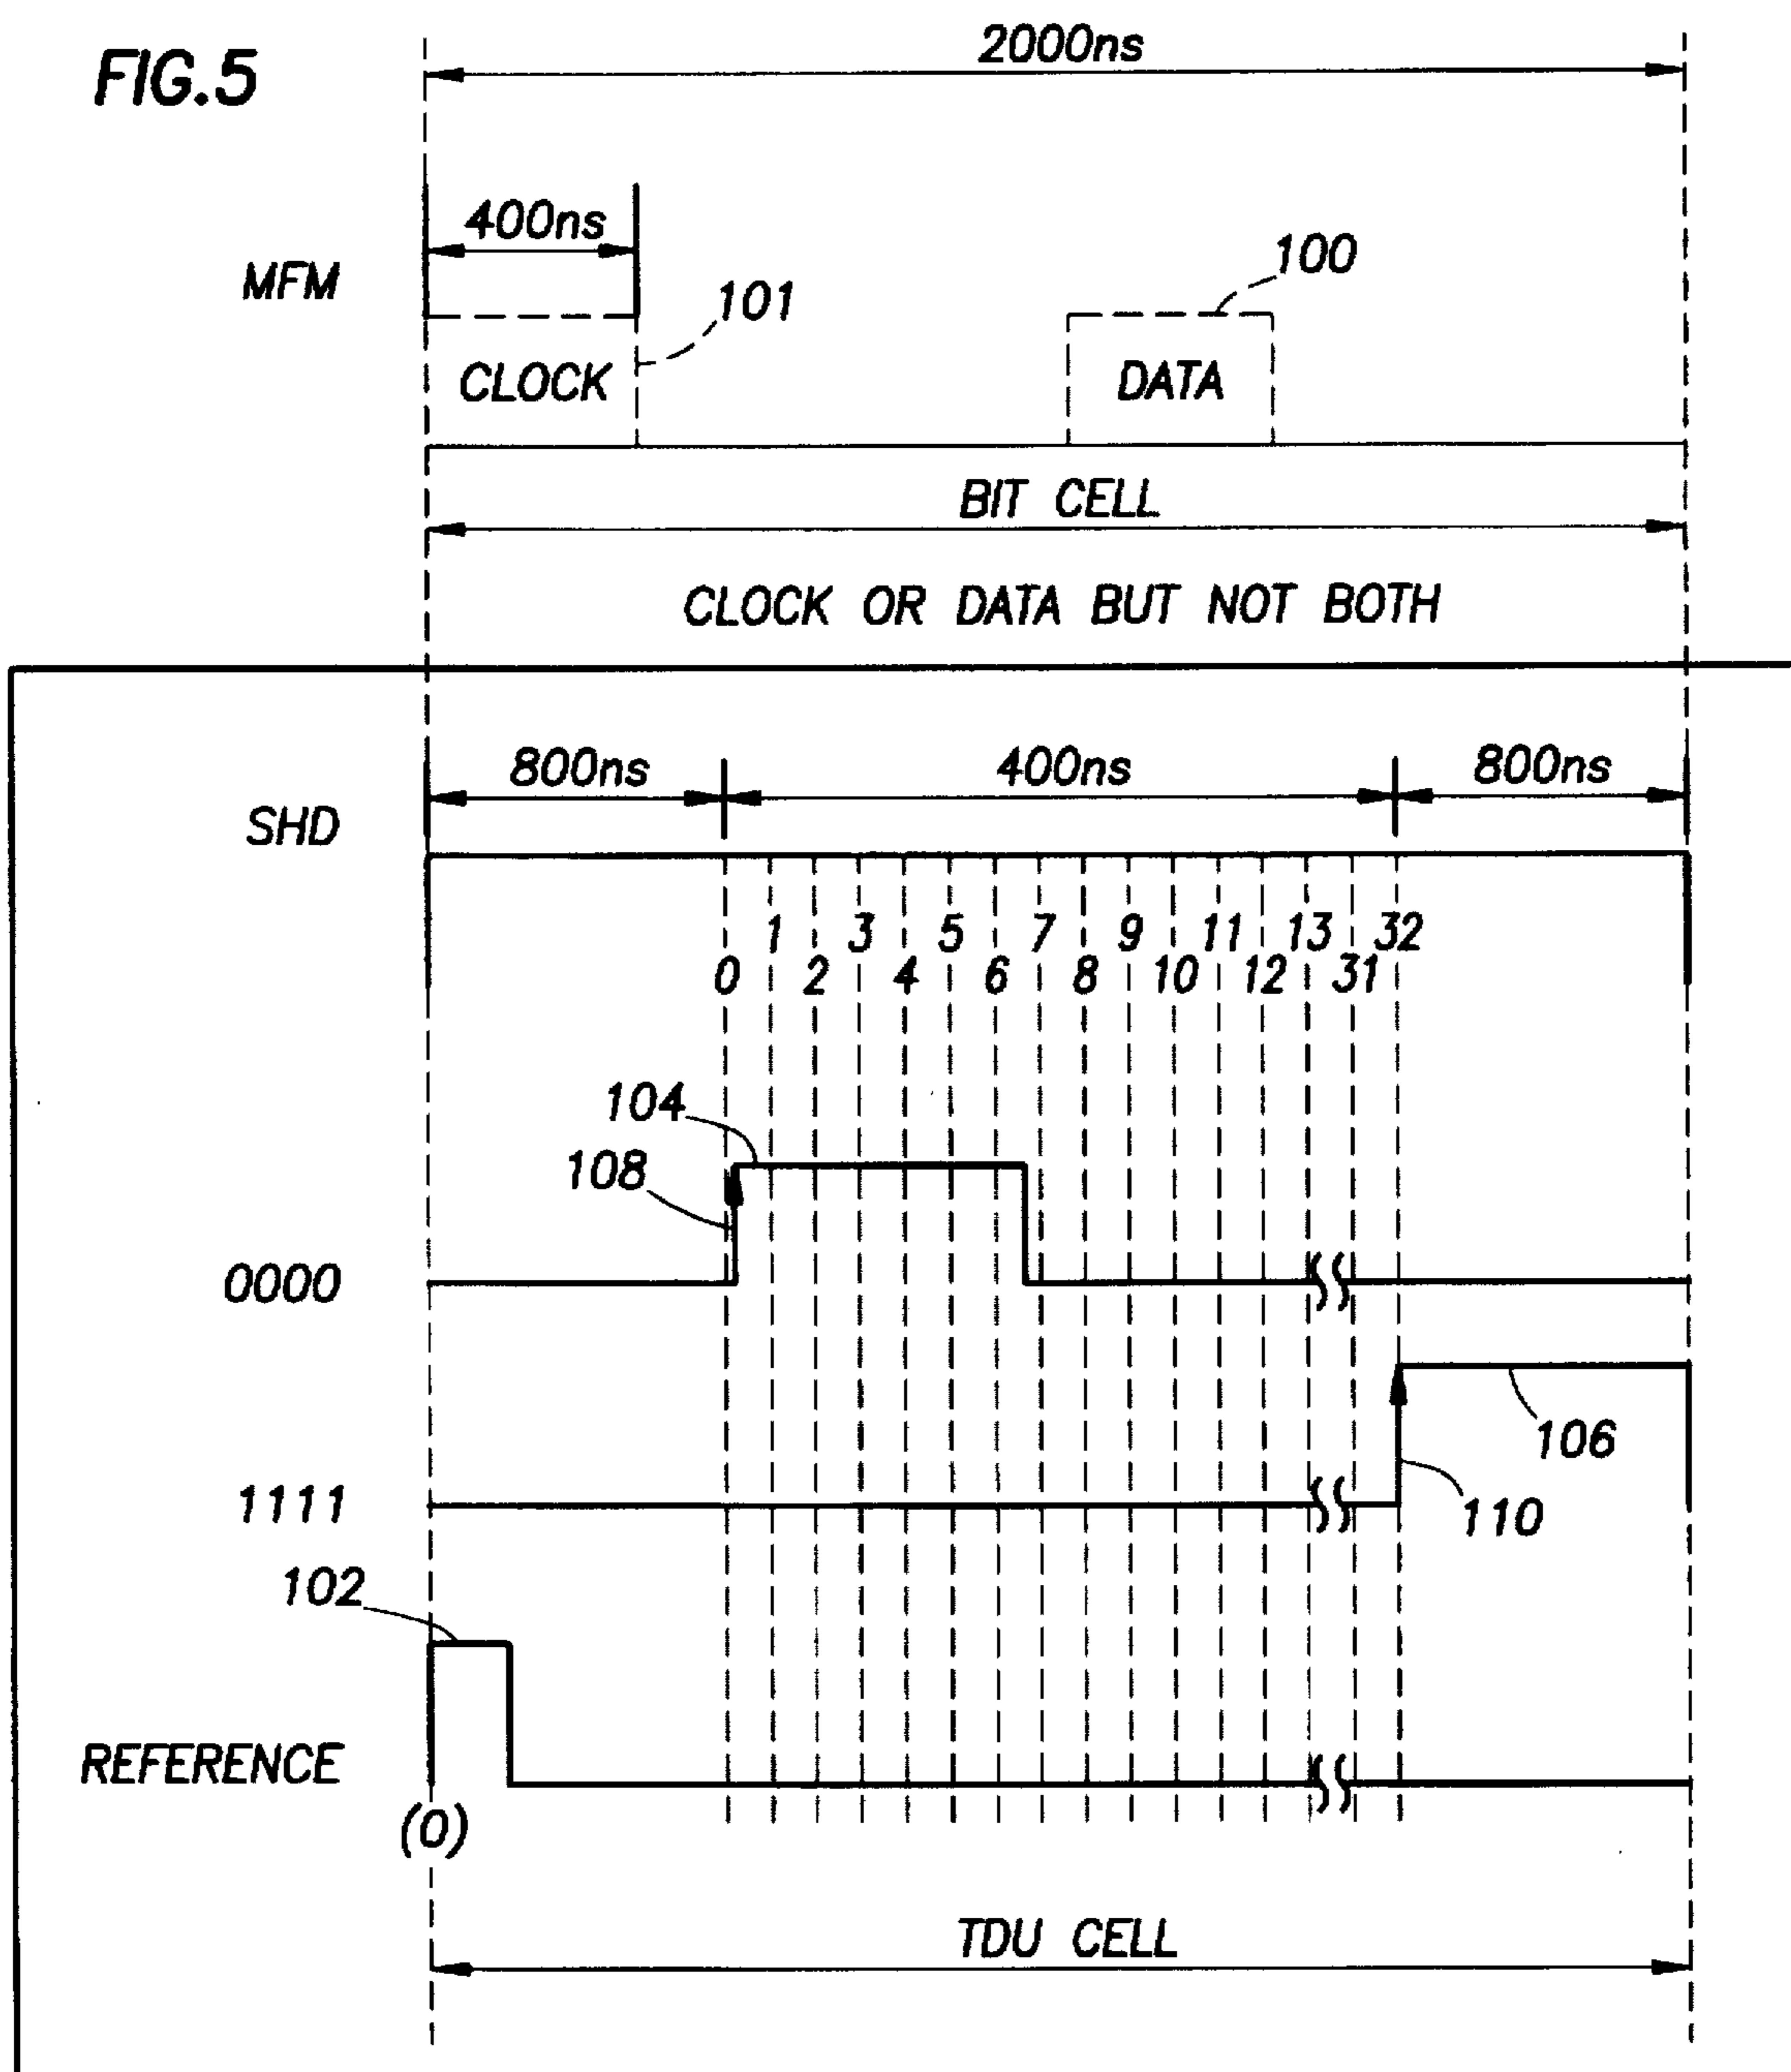 FIG.5
2000ns
400ns
MFM
101
100
CLOCK
DATA
BIT CELL
CLOCK OR DATA BUT NOT BOTH
800ns
400ns
800ns
SHD
1 3 5 7 9 11 13 32
0 2 4 6 8 10 12 31
104
108
0000
106
1111
110
102
REFERENCE
(0)
TDU CELL